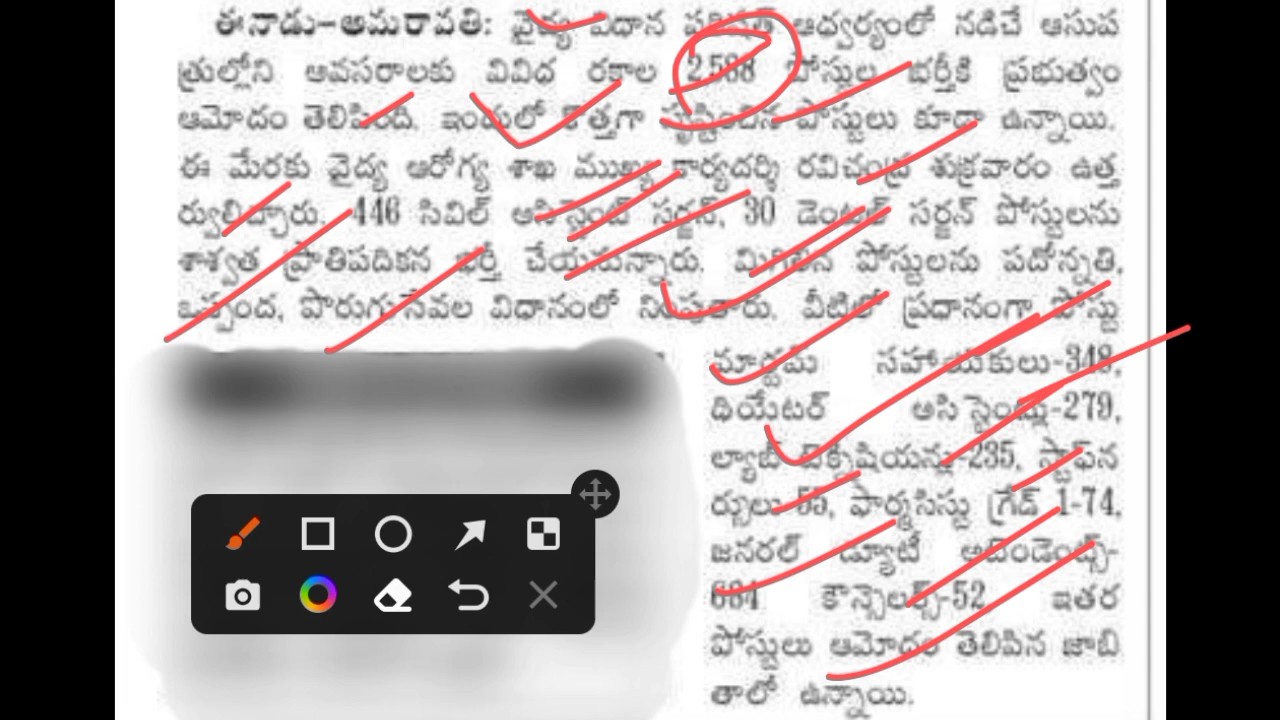 ఈనాడు-అమరావతి: వైద్య విధాన పరిషత్ ఆధ్వర్యంలో నడిచే ఆసుప
త్రుల్లోని ఆవసరాలకు వివిధ రకాల 2,588 పోస్టుల భర్తీకి ప్రభుత్వం
ఆమోదం తెలిపింది. ఇందులో కొత్తగా సృష్టించిన పోస్టులు కూడా ఉన్నాయి.
ఈ మేరకు వైద్య ఆరోగ్య శాఖ ముఖ్య కార్యదర్శి రవిచంద్ర శుక్రవారం ఉత్త
ర్వులిచ్చారు. 446 సివిల్ అసిస్టెంట్ సర్జన్, 30 డెంటల్ సర్జన్ పోస్టులను
శాశ్వత ప్రాతిపదికన భర్తీ చేయనున్నారు. మిగిలిన పోస్టులను పదోన్నతి,
ఒప్పంద, పొరుగుసేవల విధానంలో నింపుతారు. వీటిలో ప్రధానంగా పోస్టు
మార్టమ్ సహాయకులు-348,
థియేటర్ అసిస్టెంట్లు-279,
ల్యాబ్ టెక్నీషియన్లు-235, స్టాఫ్‌న
ర్సులు-55, ఫార్మసిస్టు గ్రేడ్ 1-74,
జనరల్ డ్యూటీ అటెండెంట్స్-
684 కౌన్సెలర్స్-52 ఇతర
పోస్టులు ఆమోదం తెలిపిన జాబి
తాలో ఉన్నాయి.